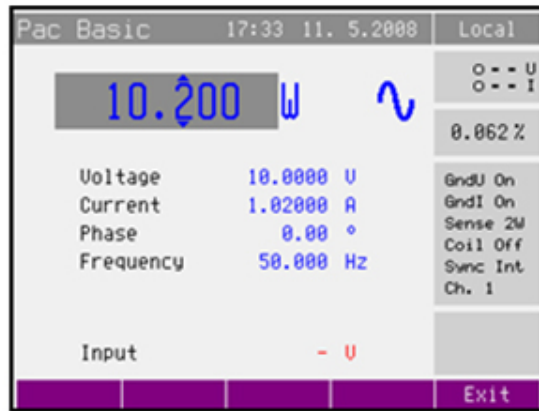 Pac Basic 17:33 11. 5.2008 Local
10.200 W
U
I
0.062 %
Voltage 10.0000 V
Current 1.02000 A
Phase 0.00 °
Frequency 50.000 Hz
GndU On
GndI On
Sense 2W
Coil Off
Sync Int
Ch. 1
Input - V
Exit